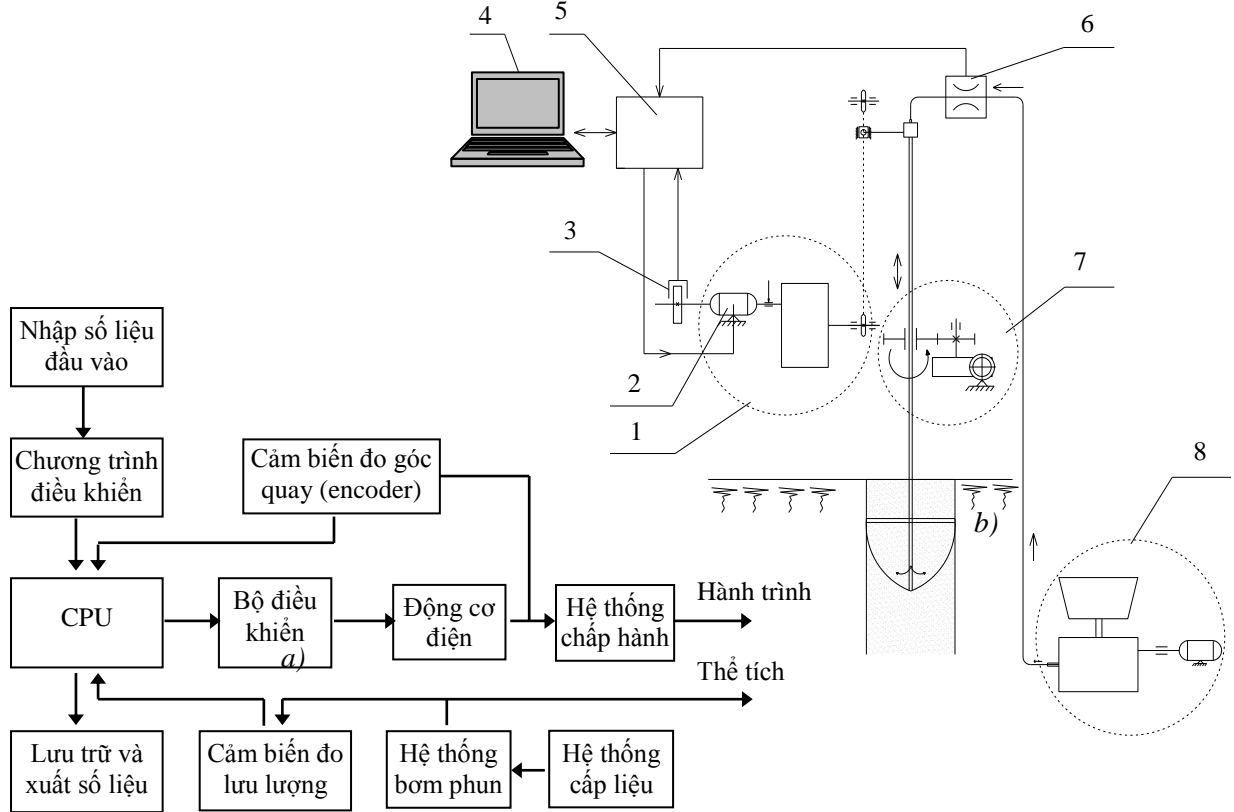 4
5
6
3
7
2
1
8
b)
Nhập số liệu
đầu vào
Chương trình
điều khiển
Cảm biến đo góc
quay (encoder)
CPU
Bộ điều
khiển
a)
Động cơ
điện
Hệ thống
chấp hành
Hành trình
Thể tích
Lưu trữ và
xuất số liệu
Cảm biến đo
lưu lượng
Hệ thống
bơm phun
Hệ thống
cấp liệu